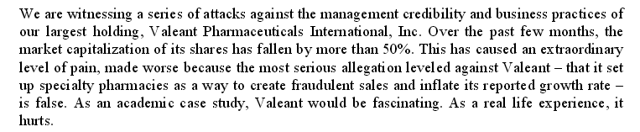 We are witnessing a series of attacks against the management credibility and business practices of
our largest holding, Valeant Pharmaceuticals International, Inc. Over the past few months, the
market capitalization of its shares has fallen by more than 50%. This has caused an extraordinary
level of pain, made worse because the most serious allegation leveled against Valeant – that it set
up specialty pharmacies as a way to create fraudulent sales and inflate its reported growth rate –
is false. As an academic case study, Valeant would be fascinating. As a real life experience, it
hurts.